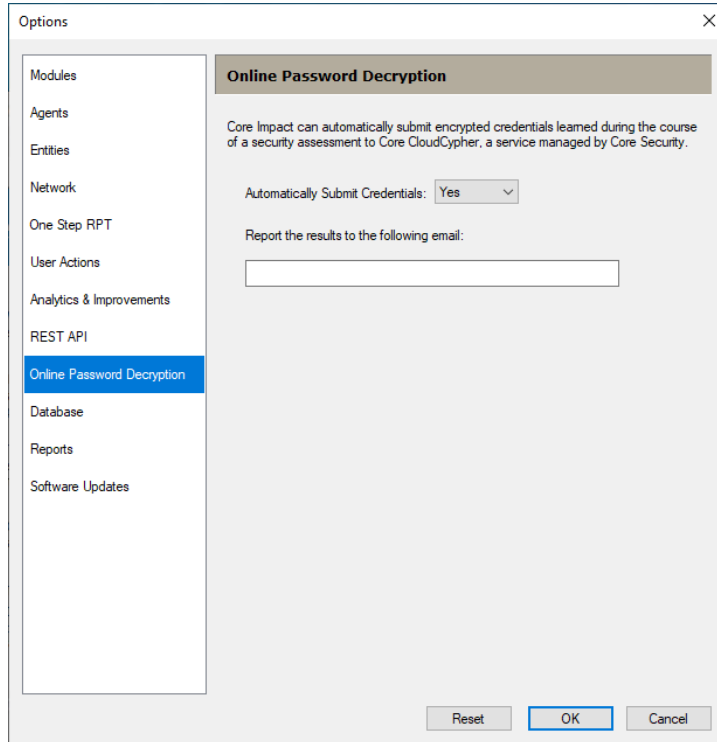 Options
Modules
Agents
Entities
Network
One Step RPT
User Actions
Analytics & Improvements
REST API
Online Password Decryption
Database
Reports
Software Updates
Online Password Decryption
Core Impact can automatically submit encrypted credentials learned during the course
of a security assessment to Core CloudCypher, a service managed by Core Security.
Automatically Submit Credentials: Yes
Report the results to the following email:
Reset OK Cancel